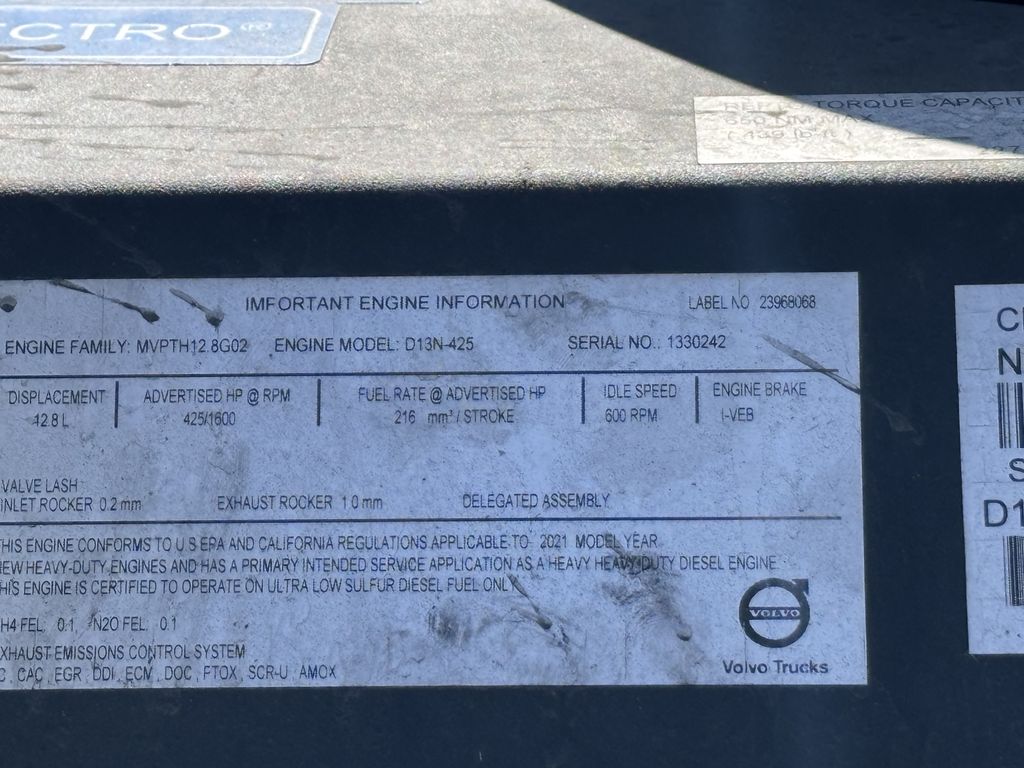 CTRO®
TORQUE CAPACIT
650 NM MAX
IMPORTANT ENGINE INFORMATION
LABEL NO 23968068
ENGINE FAMILY: MVPTH12.8G02 ENGINE MODEL: D13N-425 SERIAL NO.: 1330242
DISPLACEMENT ADVERTISED HP @ RPM FUEL RATE @ ADVERTISED HP IDLE SPEED ENGINE BRAKE
12.8 L 425/1600 216 mm³ / STROKE 600 RPM I-VEB
VALVE LASH
INLET ROCKER 0.2 mm EXHAUST ROCKER 1.0 mm DELEGATED ASSEMBLY
THIS ENGINE CONFORMS TO U S EPA AND CALIFORNIA REGULATIONS APPLICABLE TO 2021 MODEL YEAR
NEW HEAVY-DUTY ENGINES AND HAS A PRIMARY INTENDED SERVICE APPLICATION AS A HEAVY HEAVY-DUTY DIESEL ENGINE
THIS ENGINE IS CERTIFIED TO OPERATE ON ULTRA LOW SULFUR DIESEL FUEL ONLY
H4 FEL: 0.1, N2O FEL: 0.1
XHAUST EMISSIONS CONTROL SYSTEM
C , CAC , EGR , DDI , ECM , DOC , PTOX , SCR-U , AMOX
VOLVO
Volvo Trucks
C
N
S
D1